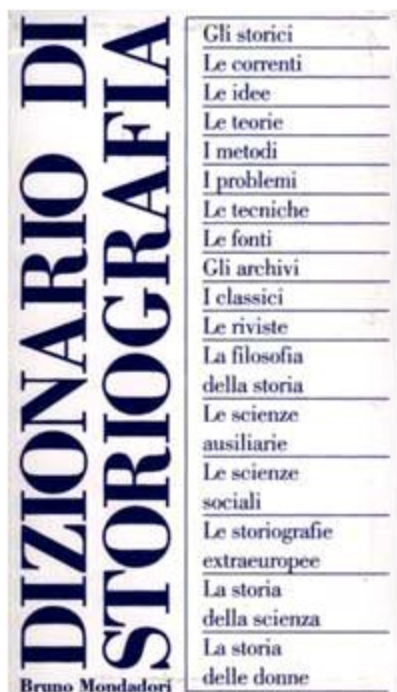 DIZIONARIO DI
STORIOGRAFIA
Gli storici
Le correnti
Le idee
Le teorie
I metodi
I problemi
Le tecniche
Le fonti
Gli archivi
I classici
Le riviste
La filosofia
della storia
Le scienze
ausiliarie
Le scienze
sociali
Le storiografie
extraeuropee
La storia
della scienza
La storia
delle donne
Bruno Mondadori